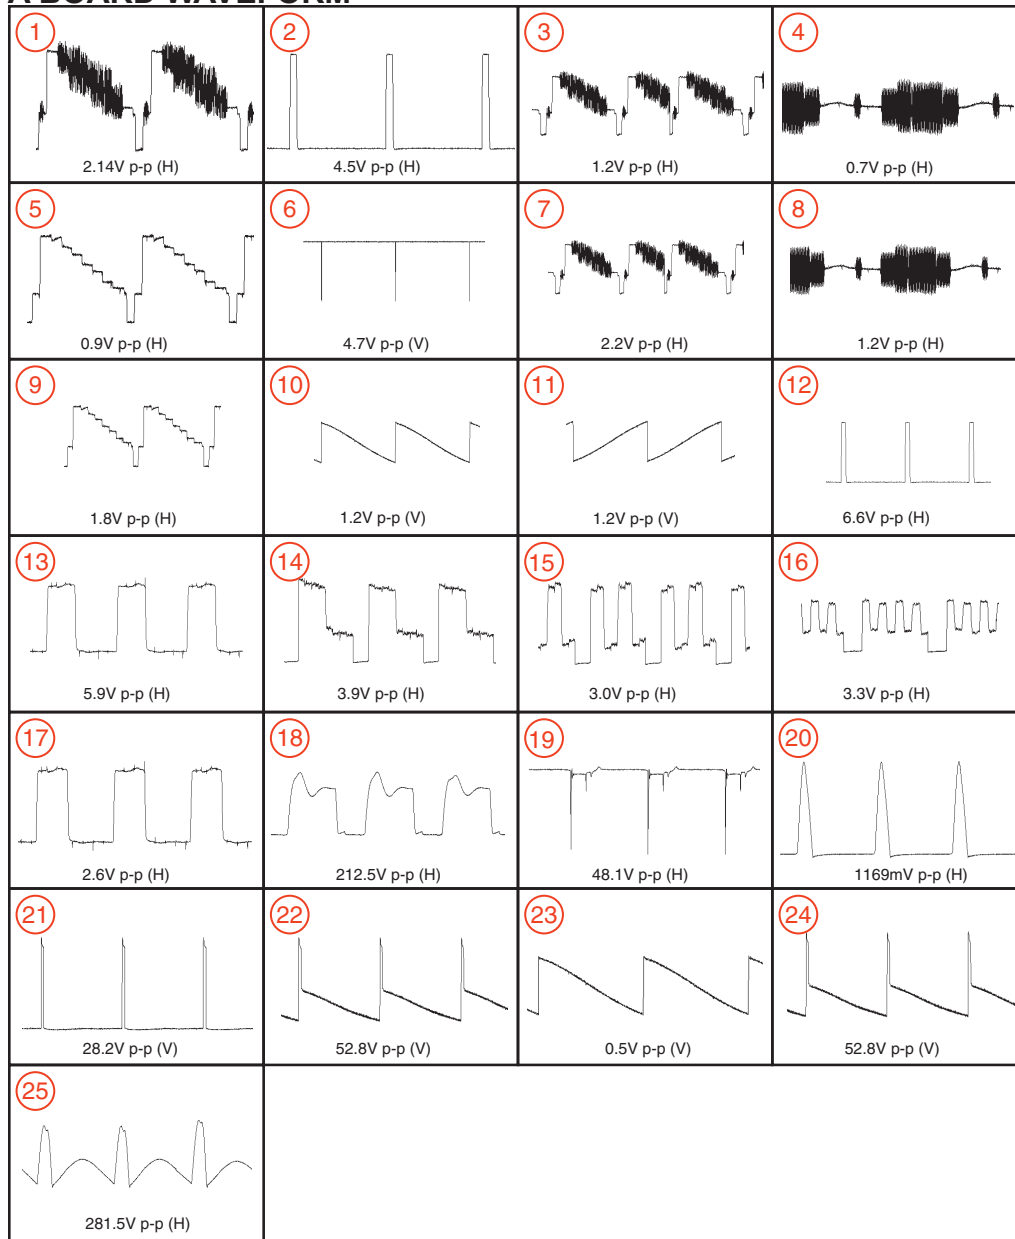 A BOARD WAVEFORM
1 2 3 4
2.14V p-p (H) 4.5V p-p (H) 1.2V p-p (H) 0.7V p-p (H)
5 6 7 8
0.9V p-p (H) 4.7V p-p (V) 2.2V p-p (H) 1.2V p-p (H)
9 10 11 12
1.8V p-p (H) 1.2V p-p (V) 1.2V p-p (V) 6.6V p-p (H)
13 14 15 16
5.9V p-p (H) 3.9V p-p (H) 3.0V p-p (H) 3.3V p-p (H)
17 18 19 20
2.6V p-p (H) 212.5V p-p (H) 48.1V p-p (H) 1169mV p-p (H)
21 22 23 24
28.2V p-p (V) 52.8V p-p (V) 0.5V p-p (V) 52.8V p-p (V)
25
281.5V p-p (H)